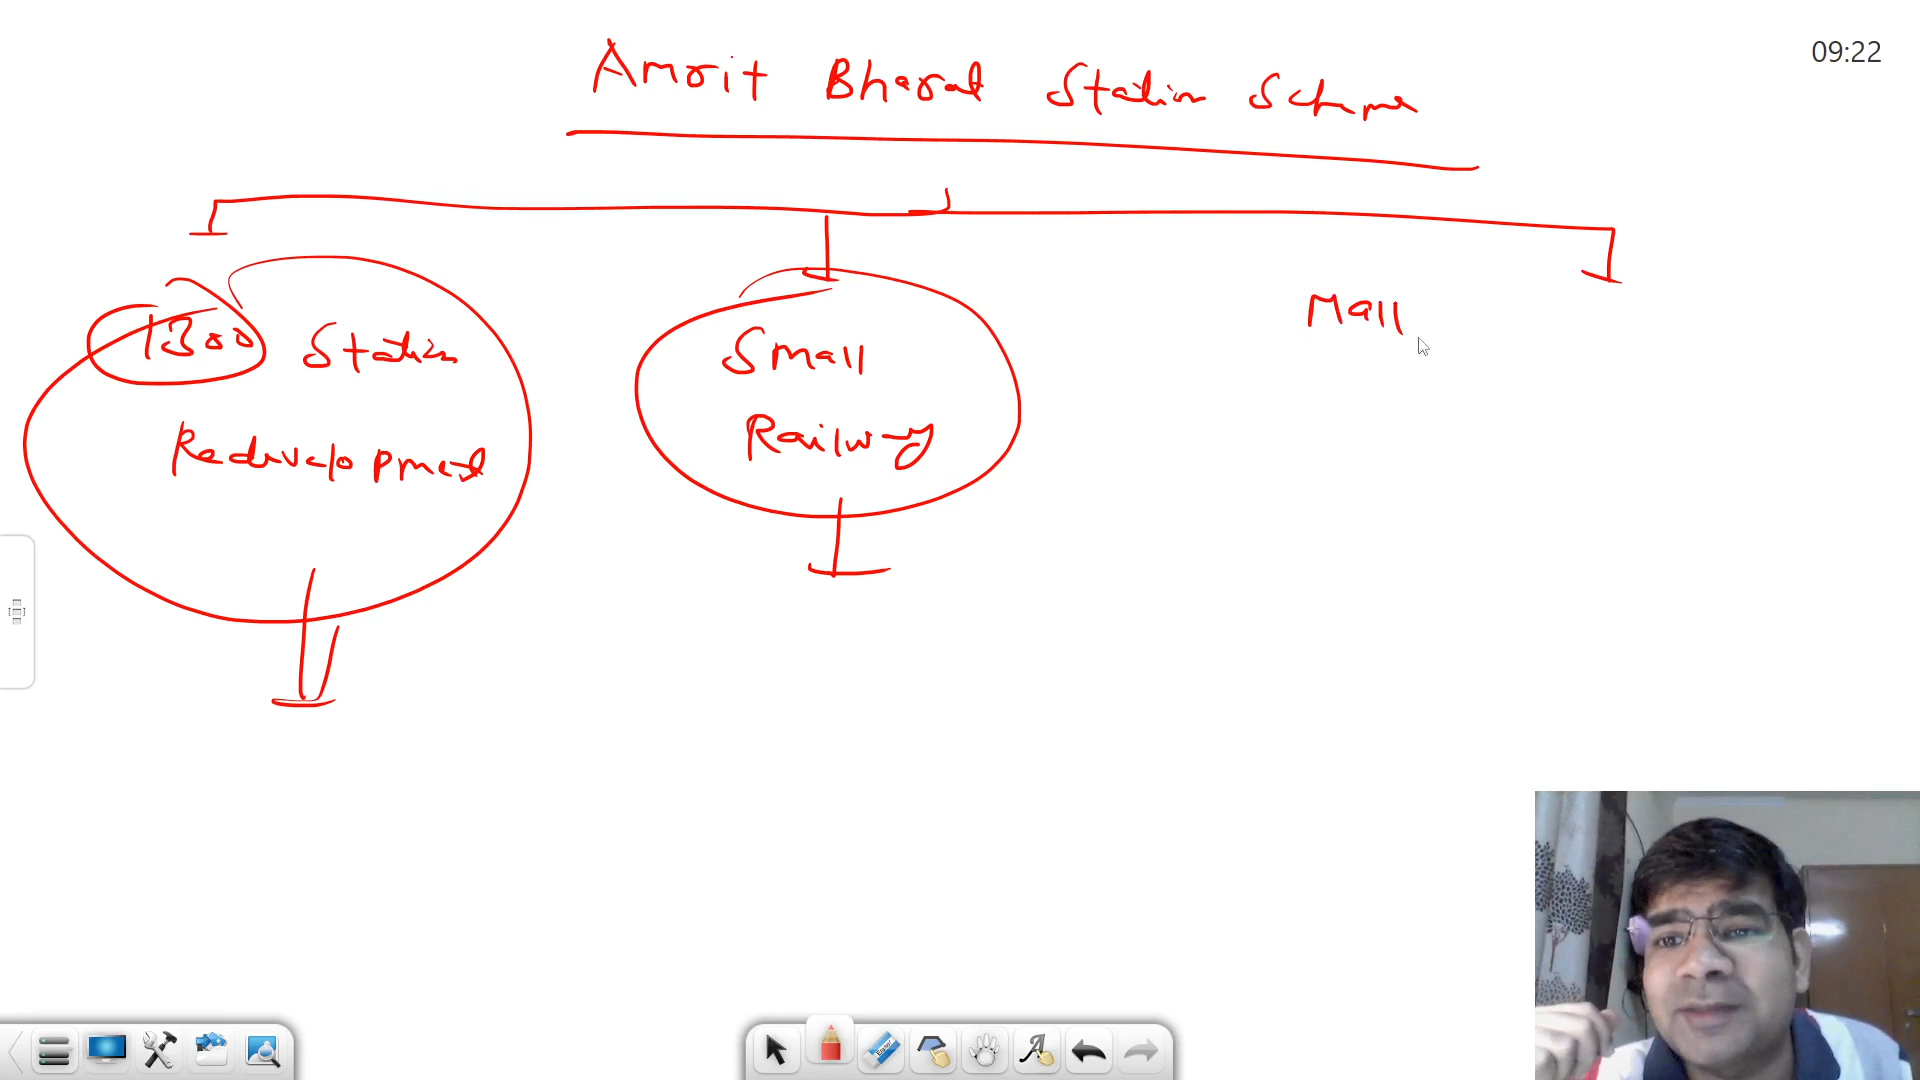 09:22
Amrit Bharat Station Scheme
1300 Station
Redevelopment
Small
Railway
Mall